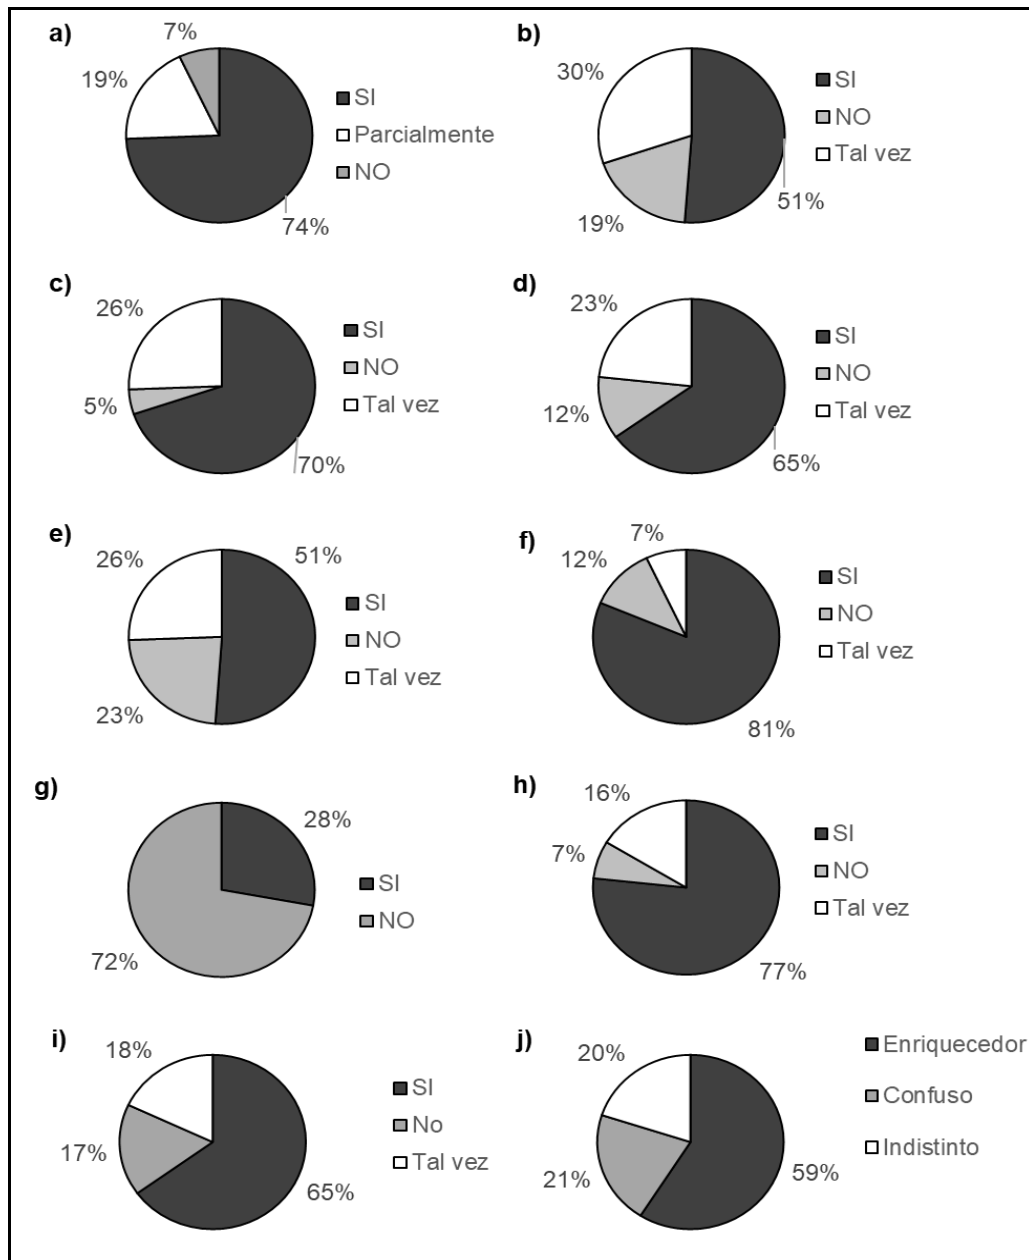 a)
7%
19%
SI
Parcialmente
NO
74%
b)
30%
SI
NO
Tal vez
19%
51%
c)
26%
SI
NO
Tal vez
5%
70%
d)
23%
SI
NO
Tal vez
12%
65%
e)
26%
51%
SI
NO
Tal vez
23%
f)
7%
12%
SI
NO
Tal vez
81%
g)
28%
SI
NO
72%
h)
16%
SI
NO
Tal vez
7%
77%
i)
18%
SI
No
Tal vez
17%
65%
j)
20%
Enriquecedor
Confuso
Indistinto
21%
59%